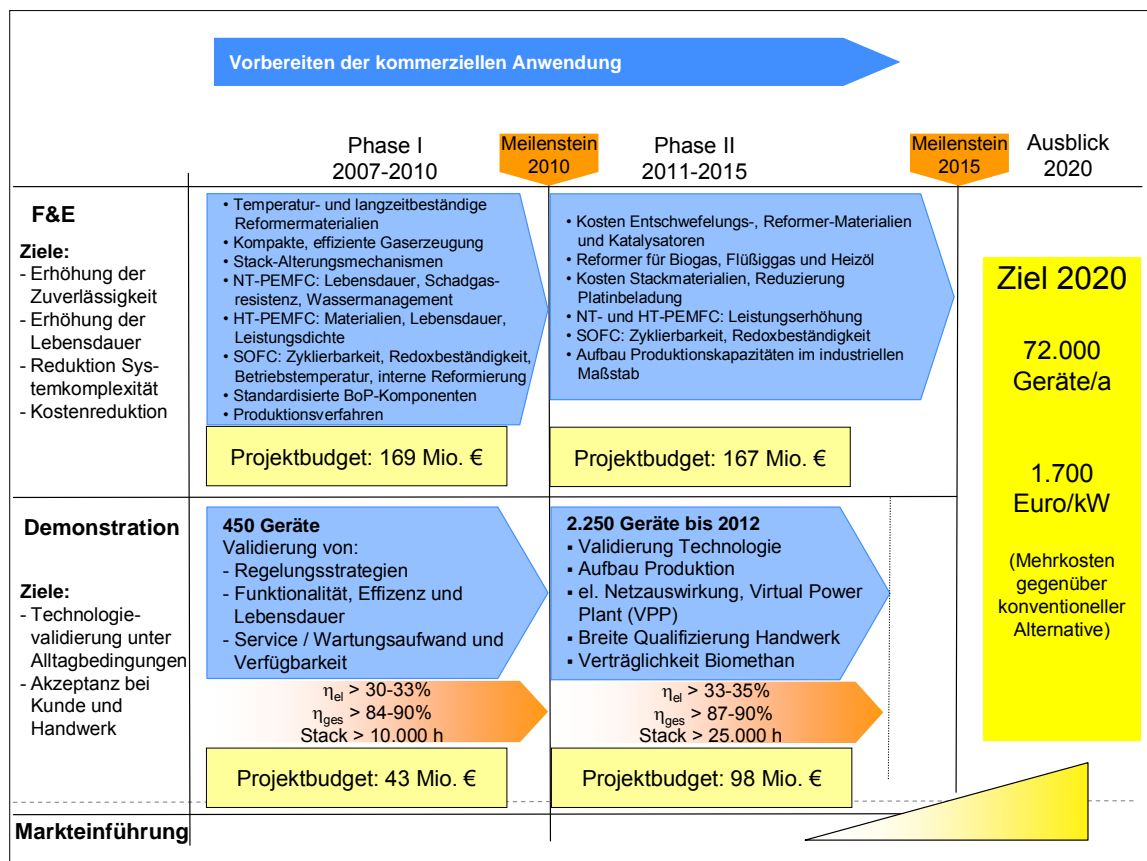 Vorbereiten der kommerziellen Anwendung
Phase I
2007-2010
Meilenstein
2010
Phase II
2011-2015
Meilenstein
2015
Ausblick
2020
F&E
Ziele:
- Erhöhung der
Zuverlässigkeit
- Erhöhung der
Lebensdauer
- Reduktion Sys-
temkomplexität
- Kostenreduktion
• Temperatur- und langzeitbeständige
Reformermaterialien
• Kompakte, effiziente Gaserzeugung
• Stack-Alterungsmechanismen
• NT-PEMFC: Lebensdauer, Schadgas-
resistenz, Wassermanagement
• HT-PEMFC: Materialien, Lebensdauer,
Leistungsdichte
• SOFC: Zyklierbarkeit, Redoxbeständigkeit,
Betriebstemperatur, interne Reformierung
• Standardisierte BoP-Komponenten
• Produktionsverfahren
Projektbudget: 169 Mio. €
• Kosten Entschwefelungs-, Reformer-Materialien
und Katalysatoren
• Reformer für Biogas, Flüßiggas und Heizöl
• Kosten Stackmaterialien, Reduzierung
Platinbeladung
• NT- und HT-PEMFC: Leistungserhöhung
• SOFC: Zyklierbarkeit, Redoxbeständigkeit
• Aufbau Produktionskapazitäten im industriellen
Maßstab
Projektbudget: 167 Mio. €
Ziel 2020
72.000
Geräte/a
1.700
Euro/kW
(Mehrkosten
gegenüber
konventioneller
Alternative)
Demonstration
Ziele:
- Technologie-
validierung unter
Alltagbedingungen
- Akzeptanz bei
Kunde und
Handwerk
450 Geräte
Validierung von:
- Regelungsstrategien
- Funktionalität, Effizenz und
Lebensdauer
- Service / Wartungsaufwand und
Verfügbarkeit
ηel > 30-33%
ηges > 84-90%
Stack > 10.000 h
Projektbudget: 43 Mio. €
2.250 Geräte bis 2012
▪ Validierung Technologie
▪ Aufbau Produktion
▪ el. Netzauswirkung, Virtual Power
Plant (VPP)
▪ Breite Qualifizierung Handwerk
▪ Verträglichkeit Biomethan
ηel > 33-35%
ηges > 87-90%
Stack > 25.000 h
Projektbudget: 98 Mio. €
Markteinführung